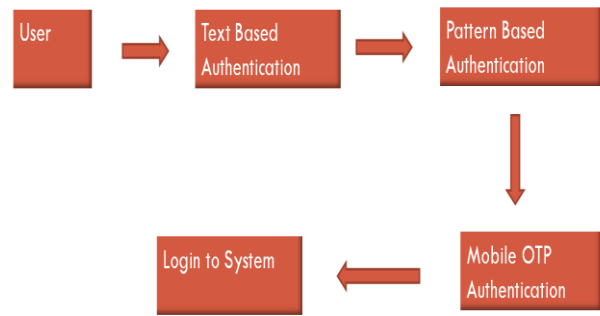 User
Text Based
Authentication
Pattern Based
Authentication
Mobile OTP
Authentication
Login to System